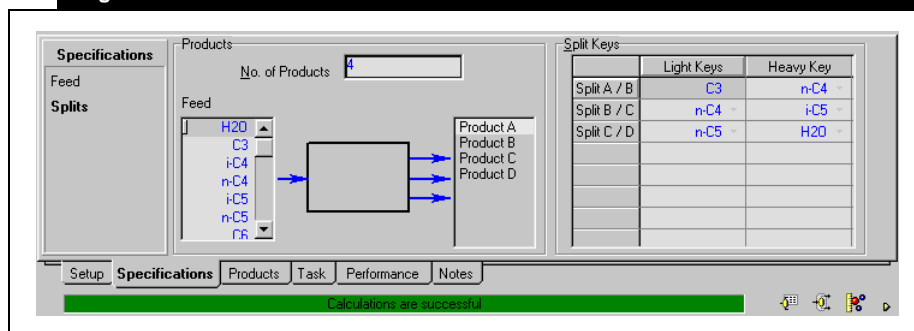 Specifications
Feed
Splits
Products
No. of Products 4
Feed
H2O
C3
i-C4
n-C4
i-C5
n-C5
C6
Product A
Product B
Product C
Product D
Split Keys
Light Keys Heavy Key
Split A / B C3 n-C4
Split B / C n-C4 i-C5
Split C / D n-C5 H2O
Setup Specifications Products Task Performance Notes
Calculations are successful